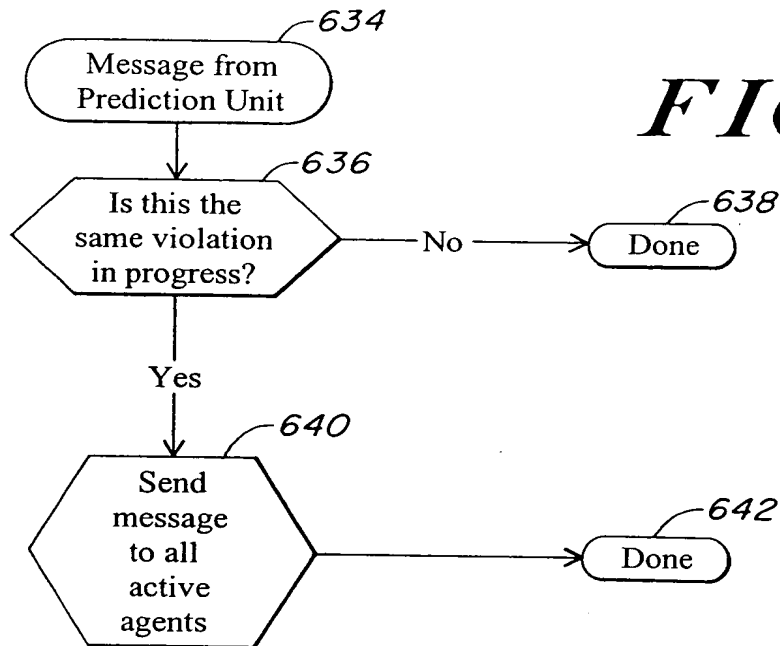 634
Message from
Prediction Unit
FIG
636
Is this the
same violation
in progress?
No
638
Done
Yes
640
Send
message
to all
active
agents
642
Done